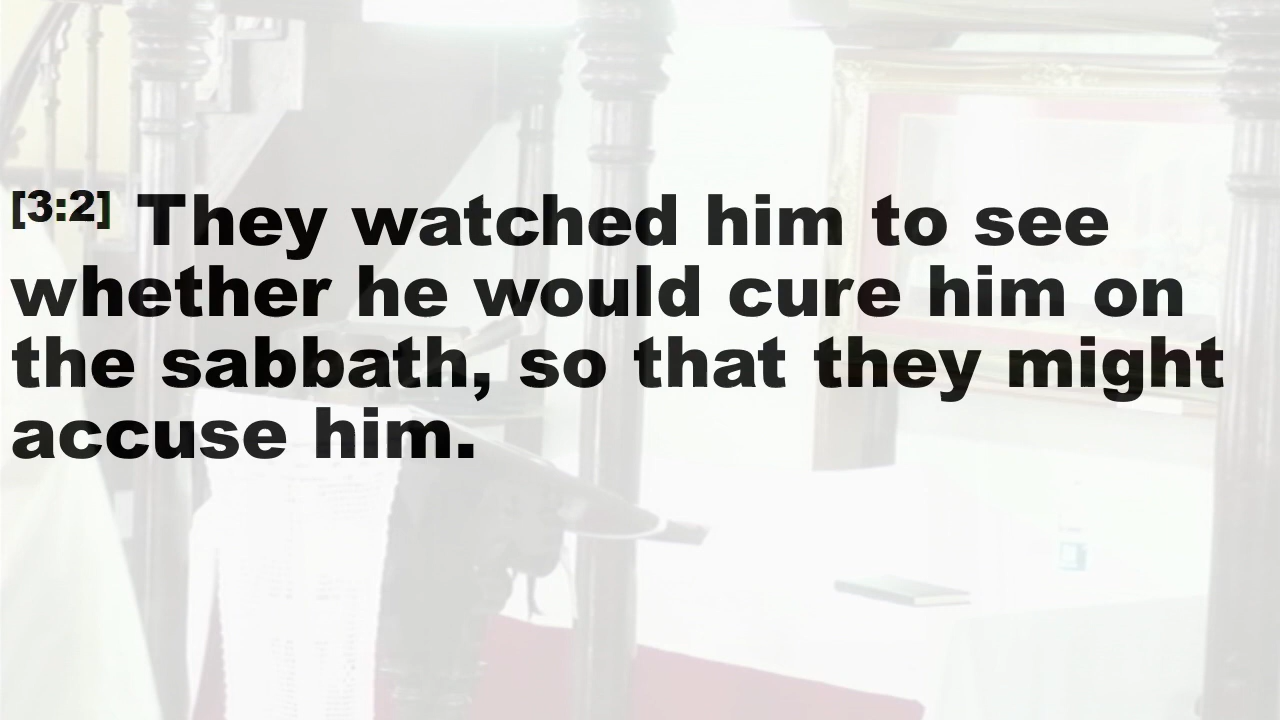 [3:2] They watched him to see
whether he would cure him on
the sabbath, so that they might
accuse him.